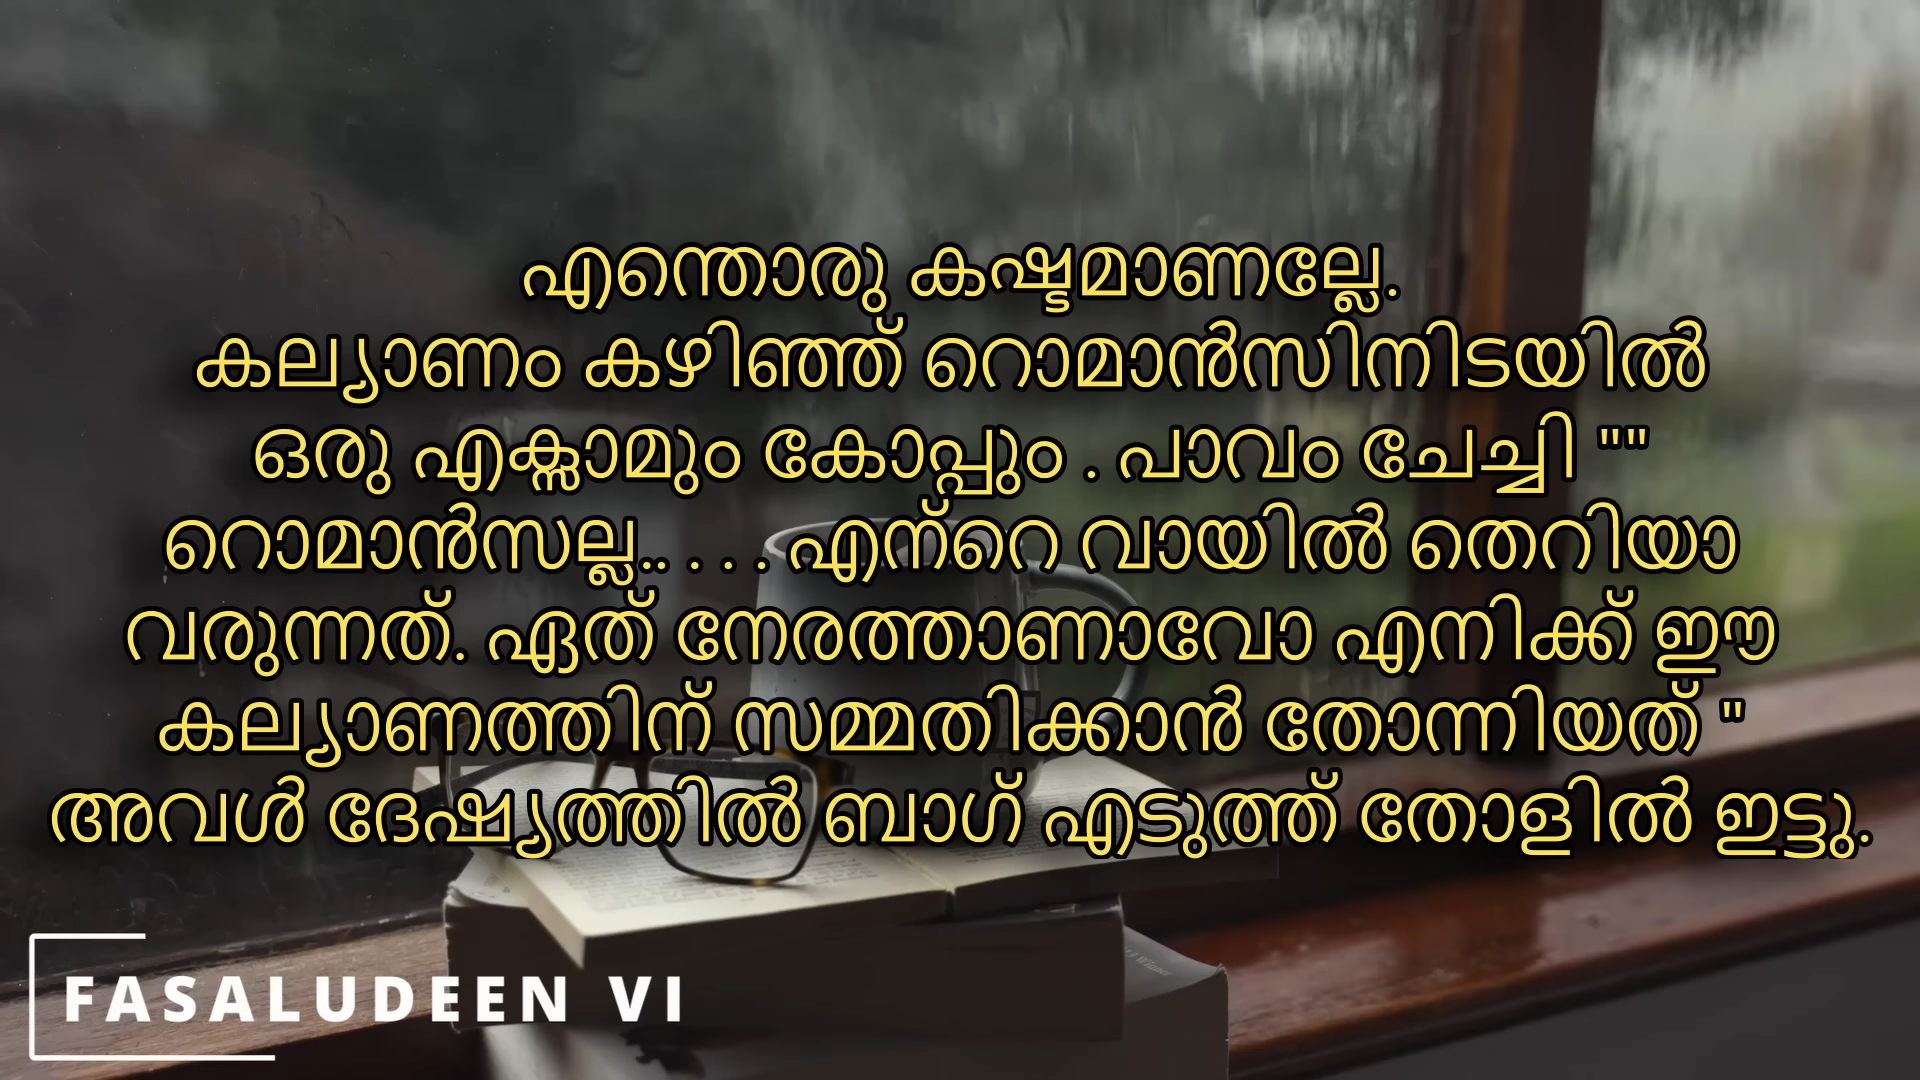 എന്തൊരു കഷ്ടമാണല്ലേ.
കല്യാണം കഴിഞ്ഞ് റൊമാൻസിനിടയിൽ
ഒരു എക്സാമും കോപ്പും . പാവം ചേച്ചി ""
റൊമാൻസല്ല.. . . . എൻറെ വായിൽ തെറിയാ
വരുന്നത്. ഏത് നേരത്താണാവോ എനിക്ക് ഈ
കല്യാണത്തിന് സമ്മതിക്കാൻ തോന്നിയത് "
അവൾ ദേഷ്യത്തിൽ ബാഗ് എടുത്ത് തോളിൽ ഇട്ടു.
FASALUDEEN VI